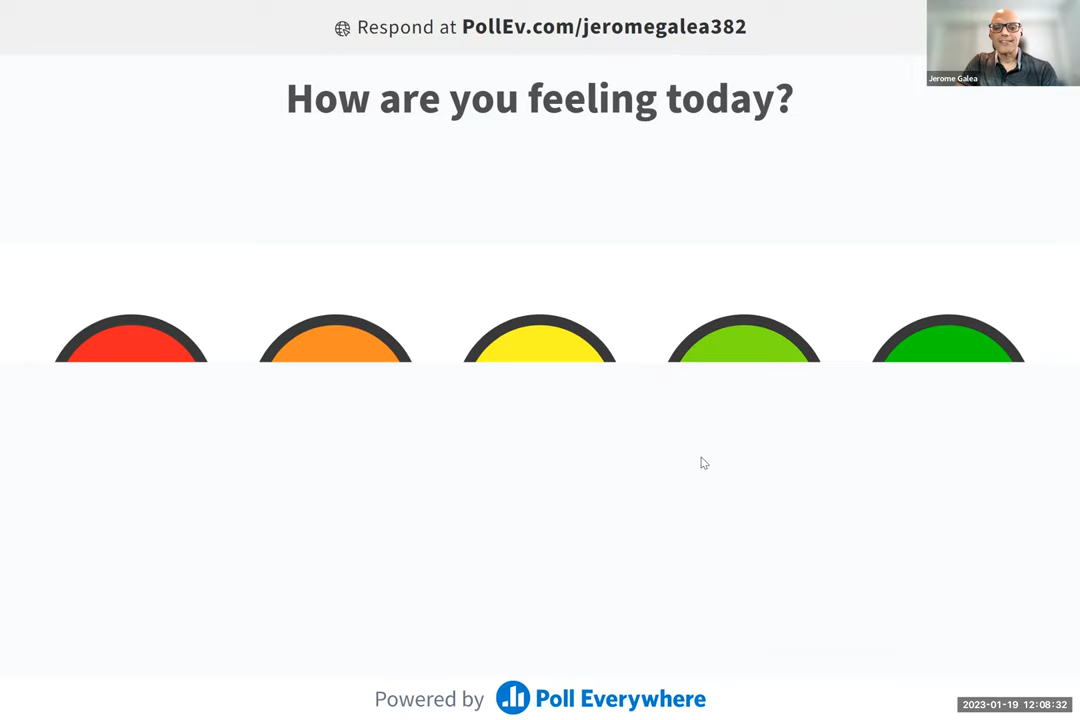 Respond at PollEv.com/jeromegalea382
Jerome Galea
How are you feeling today?
Powered by Poll Everywhere
2023-01-19 12:08:32